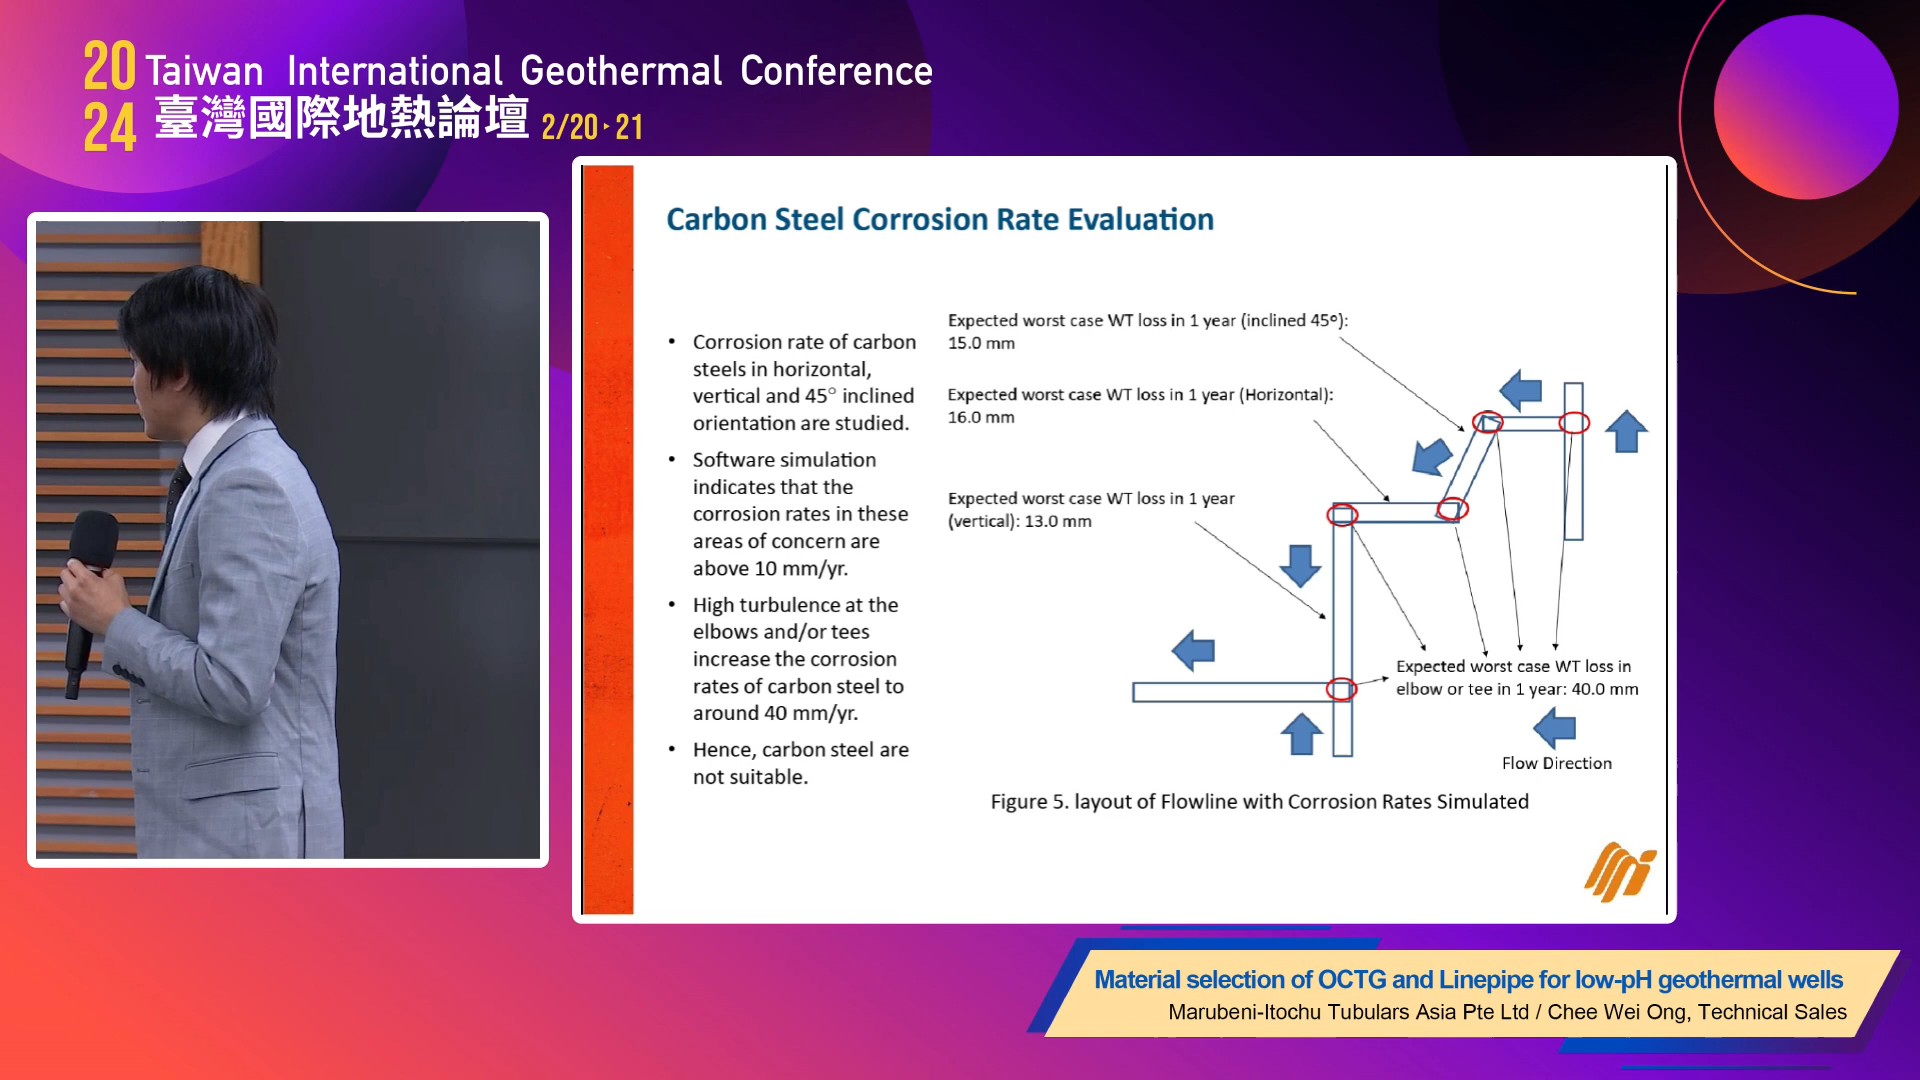 20 Taiwan International Geothermal Conference
24 臺灣國際地熱論壇 2/20‣21
Carbon Steel Corrosion Rate Evaluation
• Corrosion rate of carbon
steels in horizontal,
vertical and 45° inclined
orientation are studied.
• Software simulation
indicates that the
corrosion rates in these
areas of concern are
above 10 mm/yr.
• High turbulence at the
elbows and/or tees
increase the corrosion
rates of carbon steel to
around 40 mm/yr.
• Hence, carbon steel are
not suitable.
Expected worst case WT loss in 1 year (inclined 45º):
15.0 mm
Expected worst case WT loss in 1 year (Horizontal):
16.0 mm
Expected worst case WT loss in 1 year
(vertical): 13.0 mm
Expected worst case WT loss in
elbow or tee in 1 year: 40.0 mm
Flow Direction
Figure 5. layout of Flowline with Corrosion Rates Simulated
Material selection of OCTG and Linepipe for low-pH geothermal wells
Marubeni-Itochu Tubulars Asia Pte Ltd / Chee Wei Ong, Technical Sales